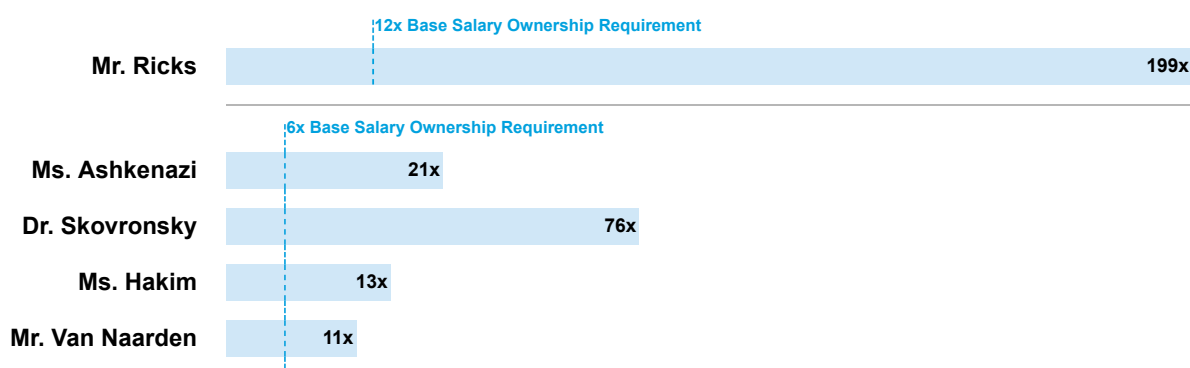 12x Base Salary Ownership Requirement
Mr. Ricks 199x
6x Base Salary Ownership Requirement
Ms. Ashkenazi 21x
Dr. Skovronsky 76x
Ms. Hakim 13x
Mr. Van Naarden 11x